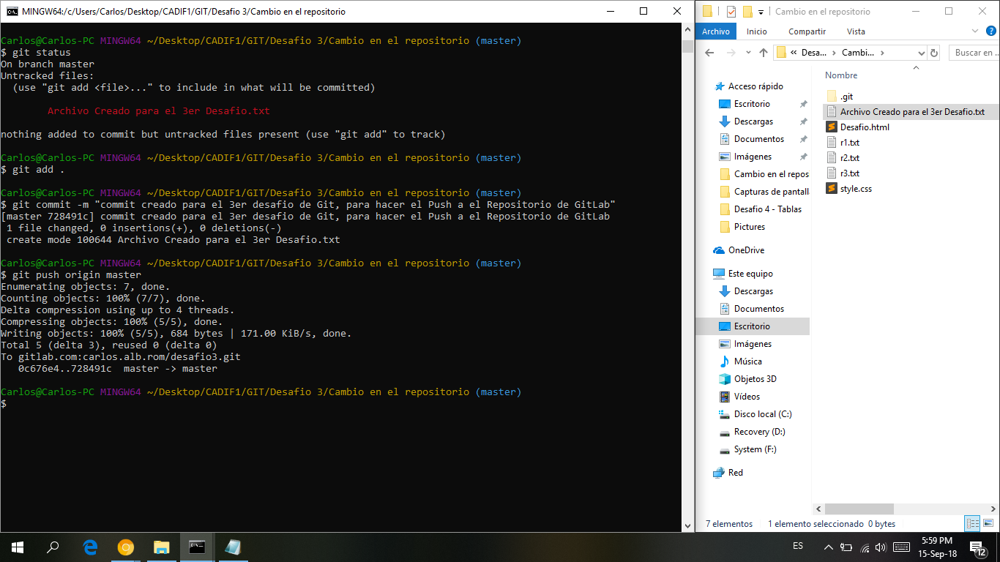 MINGW64:/c/Users/Carlos/Desktop/CADIF1/GIT/Desafio 3/Cambio en el repositorio
Carlos@Carlos-PC MINGW64 ~/Desktop/CADIF1/GIT/Desafio 3/Cambio en el repositorio (master)
$ git status
On branch master
Untracked files:
  (use "git add <file>..." to include in what will be committed)
        Archivo Creado para el 3er Desafio.txt
nothing added to commit but untracked files present (use "git add" to track)
Carlos@Carlos-PC MINGW64 ~/Desktop/CADIF1/GIT/Desafio 3/Cambio en el repositorio (master)
$ git add .
Carlos@Carlos-PC MINGW64 ~/Desktop/CADIF1/GIT/Desafio 3/Cambio en el repositorio (master)
$ git commit -m "commit creado para el 3er desafio de Git, para hacer el Push a el Repositorio de GitLab"
[master 728491c] commit creado para el 3er desafio de Git, para hacer el Push a el Repositorio de GitLab
 1 file changed, 0 insertions(+), 0 deletions(-)
 create mode 100644 Archivo Creado para el 3er Desafio.txt
Carlos@Carlos-PC MINGW64 ~/Desktop/CADIF1/GIT/Desafio 3/Cambio en el repositorio (master)
$ git push origin master
Enumerating objects: 7, done.
Counting objects: 100% (7/7), done.
Delta compression using up to 4 threads.
Compressing objects: 100% (5/5), done.
Writing objects: 100% (5/5), 684 bytes | 171.00 KiB/s, done.
Total 5 (delta 3), reused 0 (delta 0)
To gitlab.com:carlos.alb.rom/desafio3.git
   0c676e4..728491c  master -> master
Carlos@Carlos-PC MINGW64 ~/Desktop/CADIF1/GIT/Desafio 3/Cambio en el repositorio (master)
$
Cambio en el repositorio
Archivo Inicio Compartir Vista
« Desa... Cambi... Buscar en ...
Acceso rápido
Escritorio
Descargas
Documentos
Imágenes
Cambio en el repos
Capturas de pantall
Desafio 4 - Tablas
Pictures
OneDrive
Este equipo
Descargas
Documentos
Escritorio
Imágenes
Música
Objetos 3D
Vídeos
Disco local (C:)
Recovery (D:)
System (F:)
Red
Nombre
.git
Archivo Creado para el 3er Desafio.txt
Desafio.html
r1.txt
r2.txt
r3.txt
style.css
7 elementos 1 elemento seleccionado 0 bytes
ES
5:59 PM
15-Sep-18
12